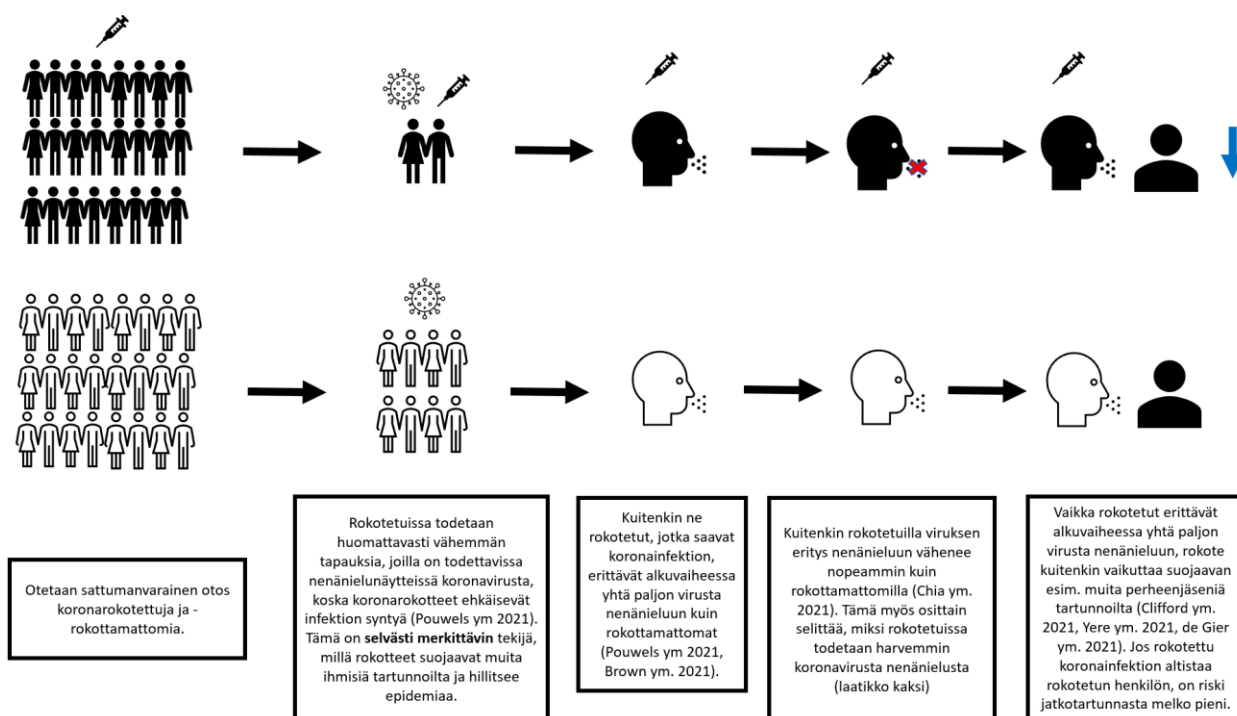 Otetaan sattumanvarainen otos
koronarokotettuja ja -
rokottamattomia.
Rokotetuissa todetaan
huomattavasti vähemmän
tapauksia, joilla on todettavissa
nenänielunäytteissä koronavirusta,
koska koronarokotteet ehkäisevät
infektion syntyä (Pouwels ym 2021).
Tämä on selvästi merkittävin tekijä,
millä rokotteet suojaavat muita
ihmisiä tartunnoilta ja hillitsee
epidemiaa.
Kuitenkin ne
rokotetut, jotka saavat
koronainfektion,
erittävät alkuvaiheessa
yhtä paljon virusta
nenänieluun kuin
rokottamattomat
(Pouwels ym 2021,
Brown ym. 2021).
Kuitenkin rokotetuilla viruksen
eritys nenänieluun vähenee
nopeammin kuin
rokottamattomilla (Chia ym.
2021). Tämä myös osittain
selittää, miksi rokotetuissa
todetaan harvemmin
koronavirusta nenänielusta
(laatikko kaksi)
Vaikka rokotetut erittävät
alkuvaiheessa yhtä paljon
virusta nenänieluun, rokote
kuitenkin vaikuttaa suojaavan
esim. muita perheenjäseniä
tartunnoilta (Clifford ym.
2021, Yere ym. 2021, de Gier
ym. 2021). Jos rokotettu
koronainfektion altistaa
rokotetun henkilön, on riski
jatkotartunnasta melko pieni.